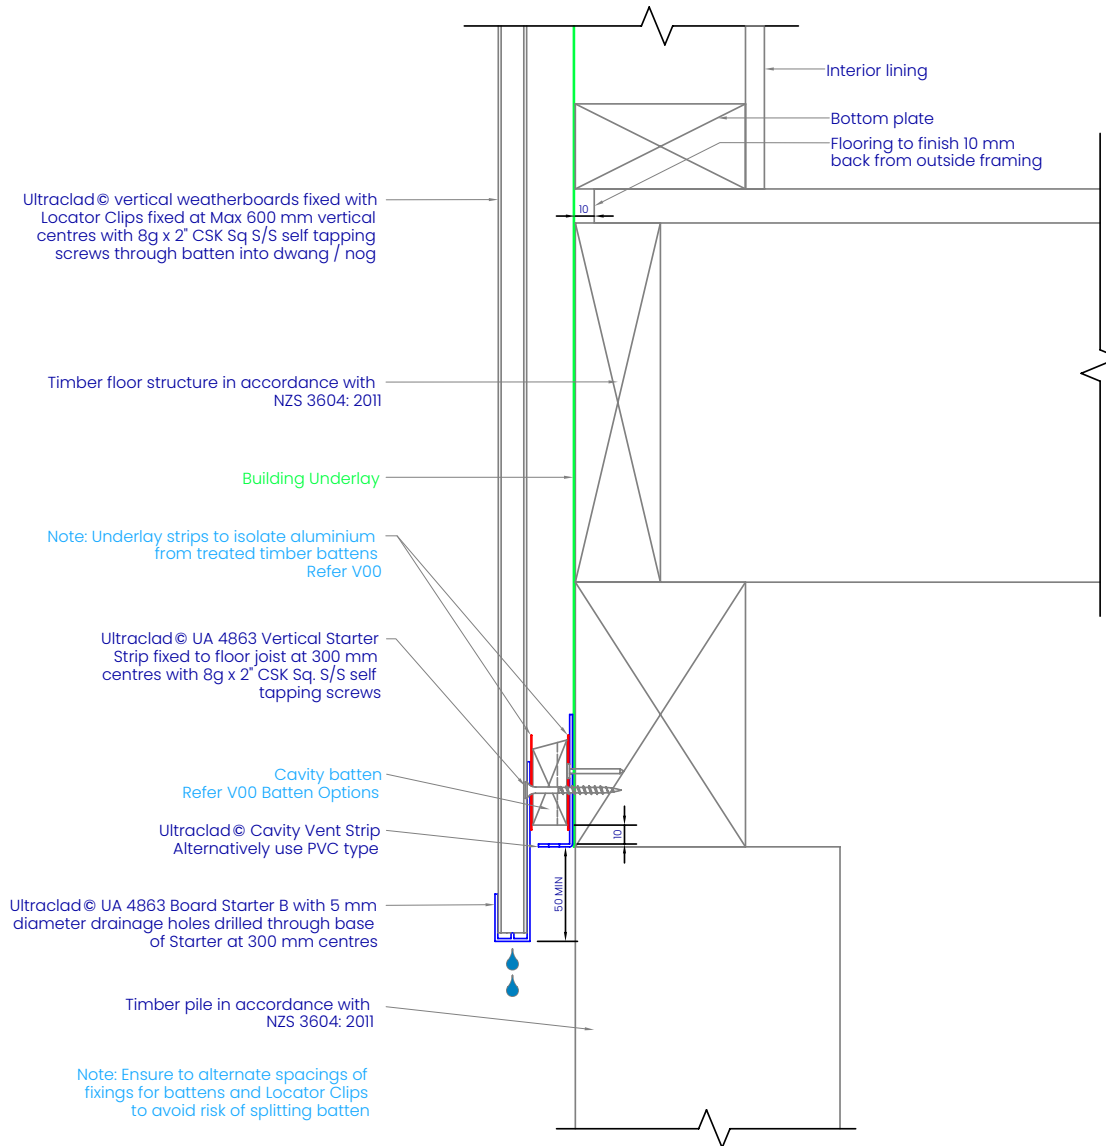 Interior lining
Bottom plate
Flooring to finish 10 mm
back from outside framing
10
Ultraclad© vertical weatherboards fixed with
Locator Clips fixed at Max 600 mm vertical
centres with 8g x 2" CSK Sq S/S self tapping
screws through batten into dwang / nog
Timber floor structure in accordance with
NZS 3604: 2011
Building Underlay
Note: Underlay strips to isolate aluminium
from treated timber battens
Refer V00
Ultraclad© UA 4863 Vertical Starter
Strip fixed to floor joist at 300 mm
centres with 8g x 2" CSK Sq. S/S self
tapping screws
Cavity batten
Refer V00 Batten Options
Ultraclad© Cavity Vent Strip
Alternatively use PVC type
10
50 MIN
Ultraclad© UA 4863 Board Starter B with 5 mm
diameter drainage holes drilled through base
of Starter at 300 mm centres
Timber pile in accordance with
NZS 3604: 2011
Note: Ensure to alternate spacings of
fixings for battens and Locator Clips
to avoid risk of splitting batten